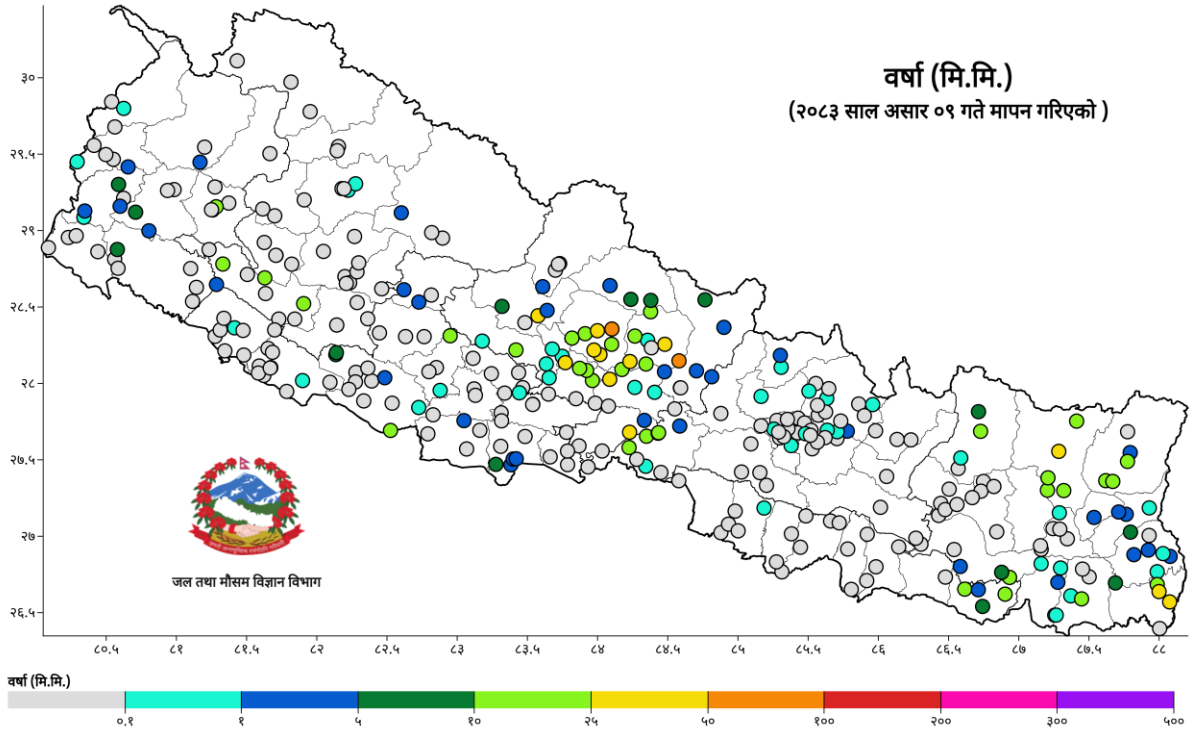 वर्षा (मि.मि.)
(२०८३ साल असार ०९ गते मापन गरिएको )
३०
२९.५
२९
२८.५
२८
२७.५
२७
२६.५
जल तथा मौसम विज्ञान विभाग
८०.५ ८१ ८१.५ ८२ ८२.५ ८३ ८३.५ ८४ ८४.५ ८५ ८५.५ ८६ ८६.५ ८७ ८७.५ ८८
वर्षा (मि.मि.)
०.१ १ ५ १० २५ ५० १०० २०० ३०० ५००